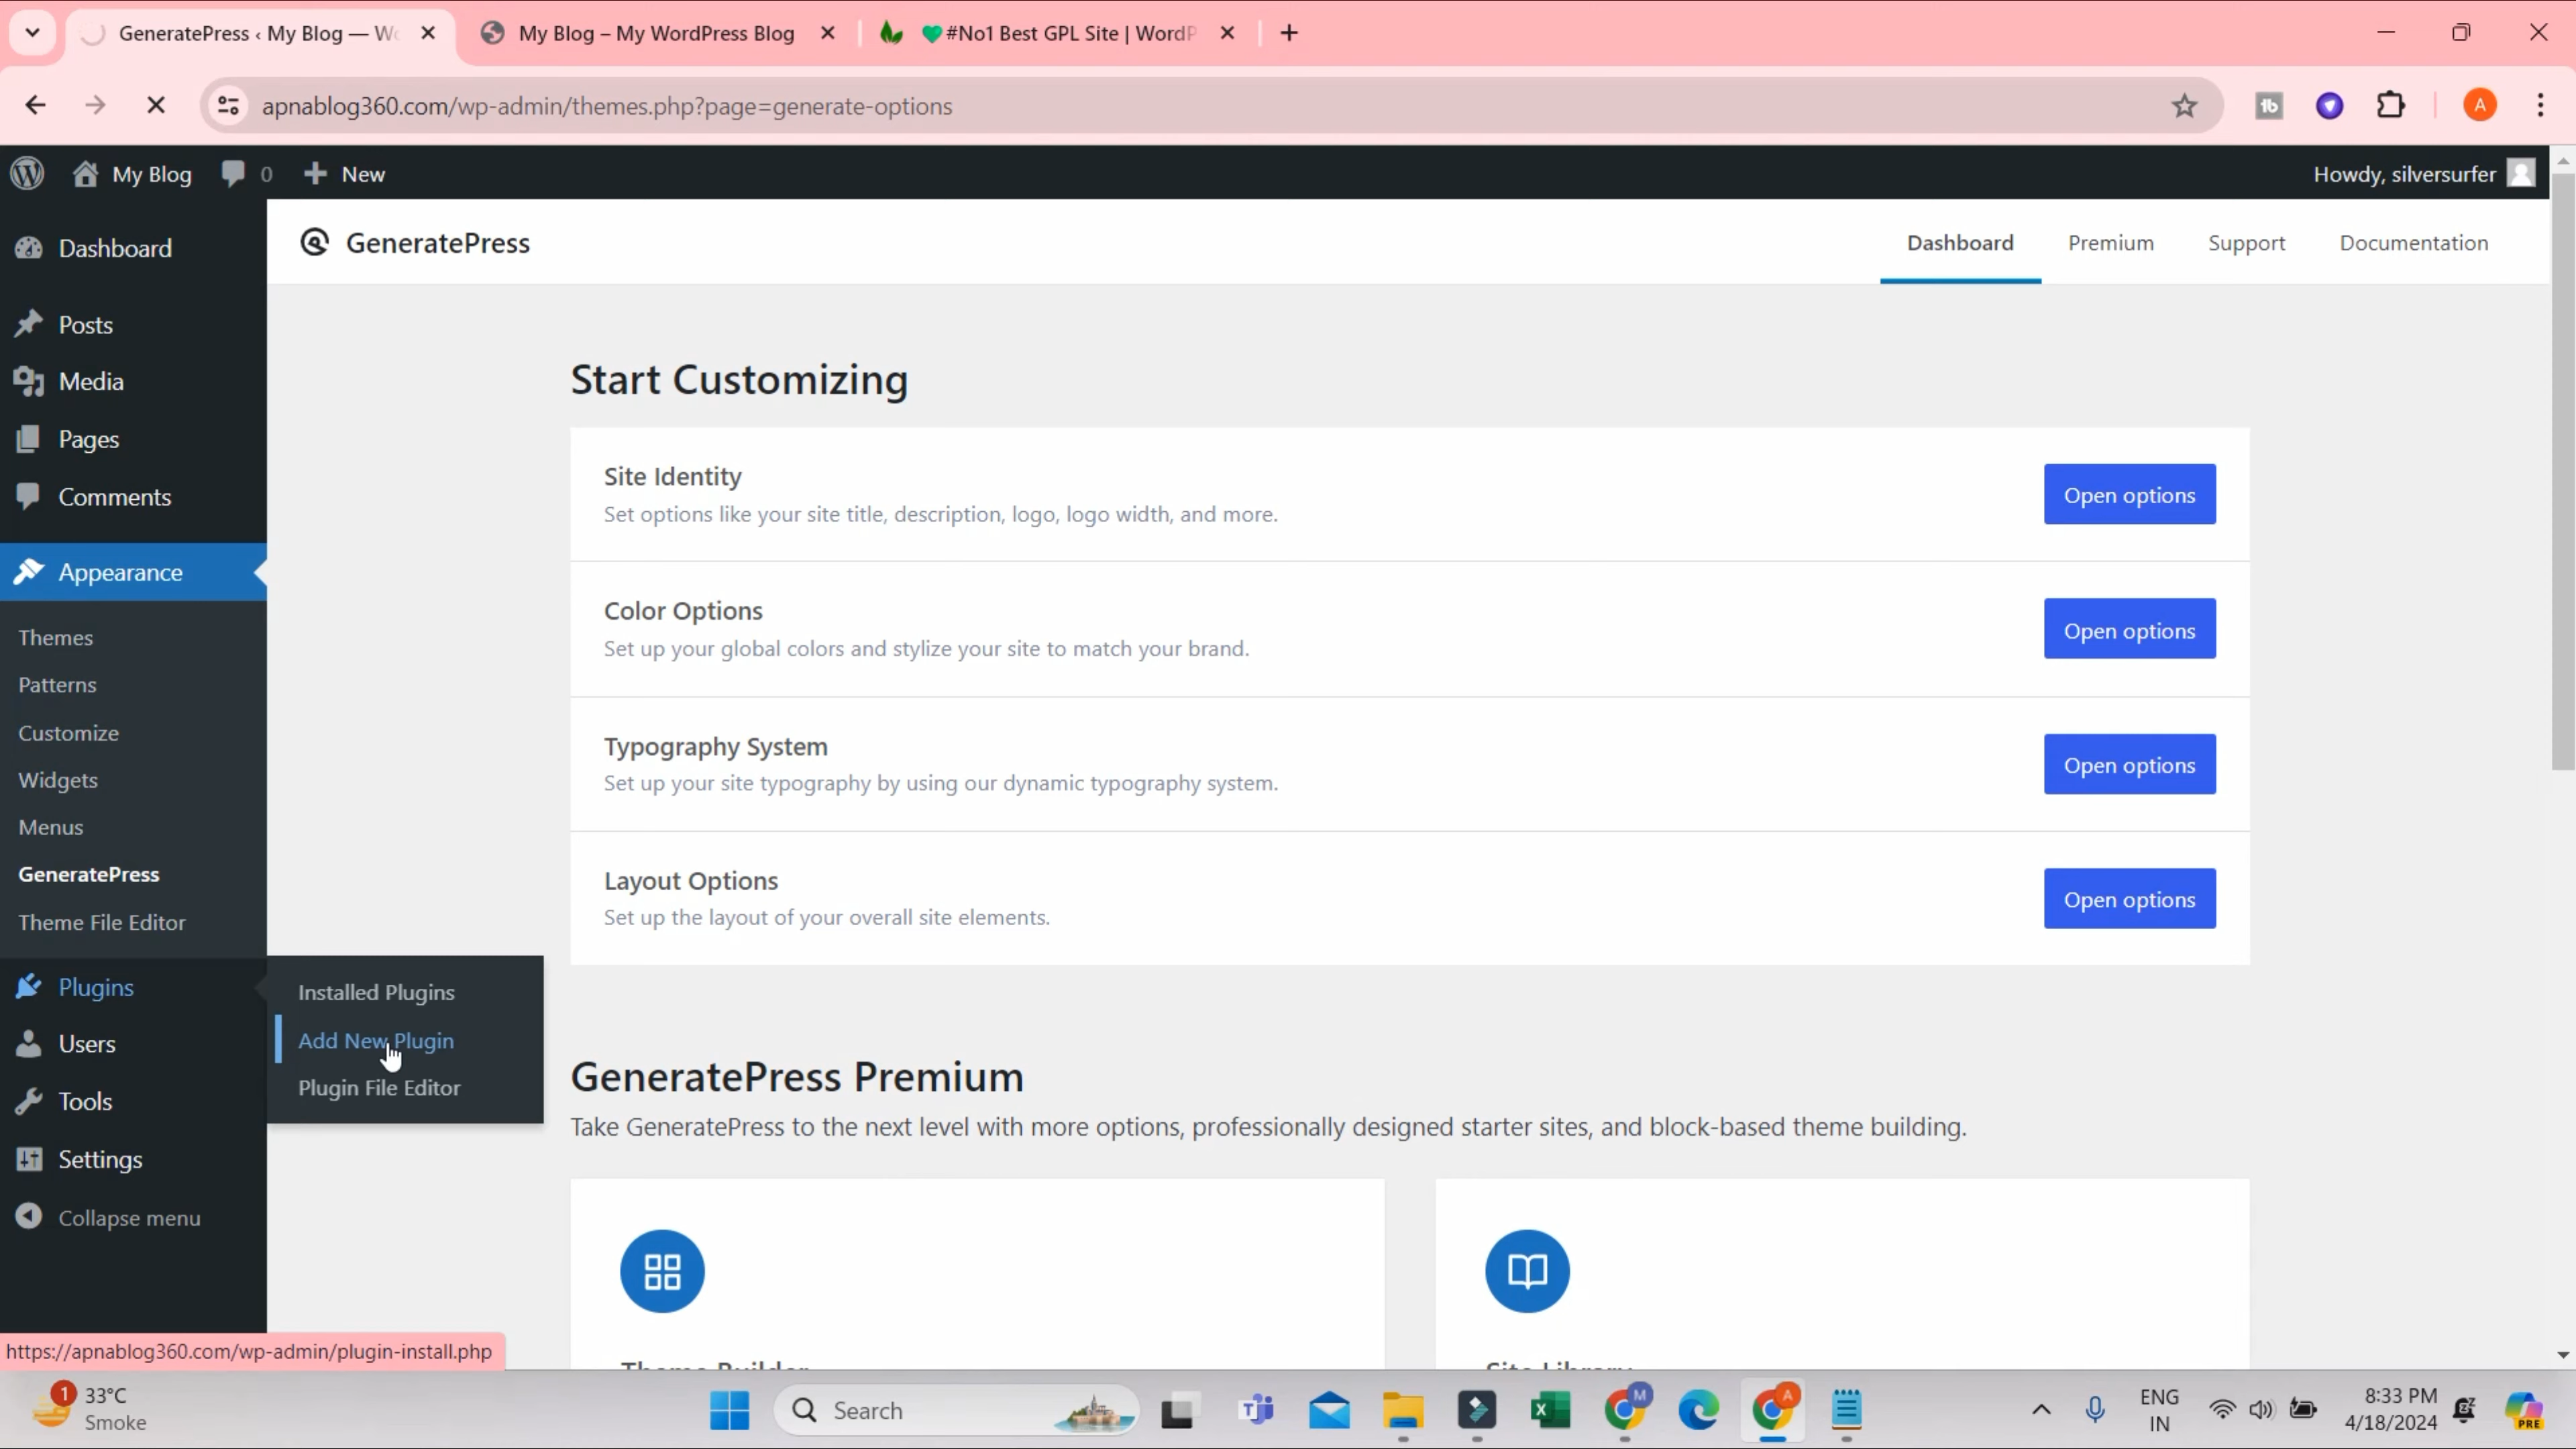 GeneratePress ‹ My Blog — Wo
My Blog – My WordPress Blog
💚#No1 Best GPL Site | WordP
apnablog360.com/wp-admin/themes.php?page=generate-options
A
My Blog
0
New
Howdy, silversurfer
Dashboard
Posts
Media
Pages
Comments
Appearance
Themes
Patterns
Customize
Widgets
Menus
GeneratePress
Theme File Editor
Plugins
Installed Plugins
Add New Plugin
Plugin File Editor
Users
Tools
Settings
Collapse menu
GeneratePress
Dashboard
Premium
Support
Documentation
Start Customizing
Site Identity
Set options like your site title, description, logo, logo width, and more.
Open options
Color Options
Set up your global colors and stylize your site to match your brand.
Open options
Typography System
Set up your site typography by using our dynamic typography system.
Open options
Layout Options
Set up the layout of your overall site elements.
Open options
GeneratePress Premium
Take GeneratePress to the next level with more options, professionally designed starter sites, and block-based theme building.
Theme Builder
Site Library
https://apnablog360.com/wp-admin/plugin-install.php
1
33°C
Smoke
Search
M
A
ENG
IN
8:33 PM
4/18/2024
PRE